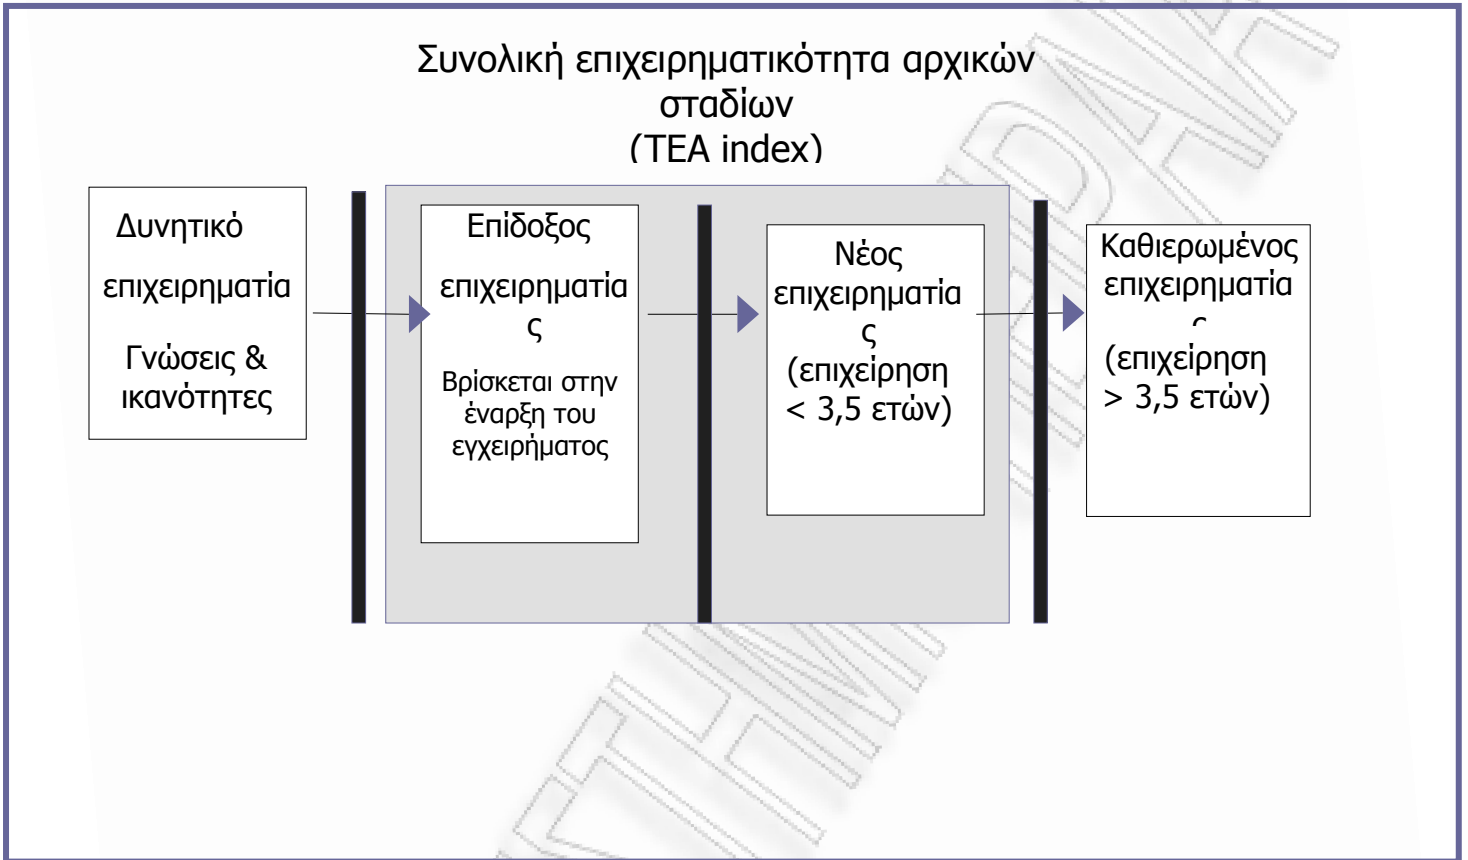 Συνολική επιχειρηματικότητα αρχικών
σταδίων
(TEA index)
Δυνητικό
επιχειρηματία
Γνώσεις &
ικανότητες
Επίδοξος
επιχειρηματία
ς
Βρίσκεται στην
έναρξη του
εγχειρήματος
Νέος
επιχειρηματία
ς
(επιχείρηση
< 3,5 ετών)
Καθιερωμένος
επιχειρηματία
ς
(επιχείρηση
> 3,5 ετών)